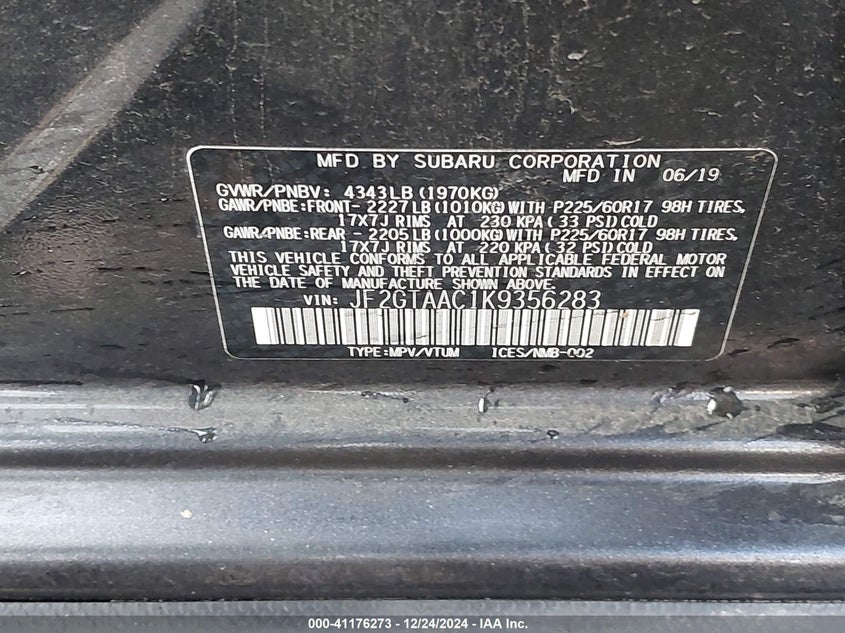 MFD BY SUBARU CORPORATION
MFD IN 06/19
GVWR/PNBV: 4343LB (1970KG)
GAWR/PNBE:FRONT- 2227LB (1010KG) WITH P225/60R17 98H TIRES,
17X7J RIMS AT 230 KPA( 33 PSI) COLD
GAWR/PNBE:REAR - 2205LB (1000KG) WITH P225/60R17 98H TIRES,
17X7J RIMS AT 220 KPA( 32 PSI) COLD
THIS VEHICLE CONFORMS TO ALL APPLICABLE FEDERAL MOTOR
VEHICLE SAFETY AND THEFT PREVENTION STANDARDS IN EFFECT ON
THE DATE OF MANUFACTURE SHOWN ABOVE.
VIN: JF2GTAAC1K9356283
TYPE:MPV/VTUM ICES/NMB-002
000-41176273 - 12/24/2024 - IAA Inc.